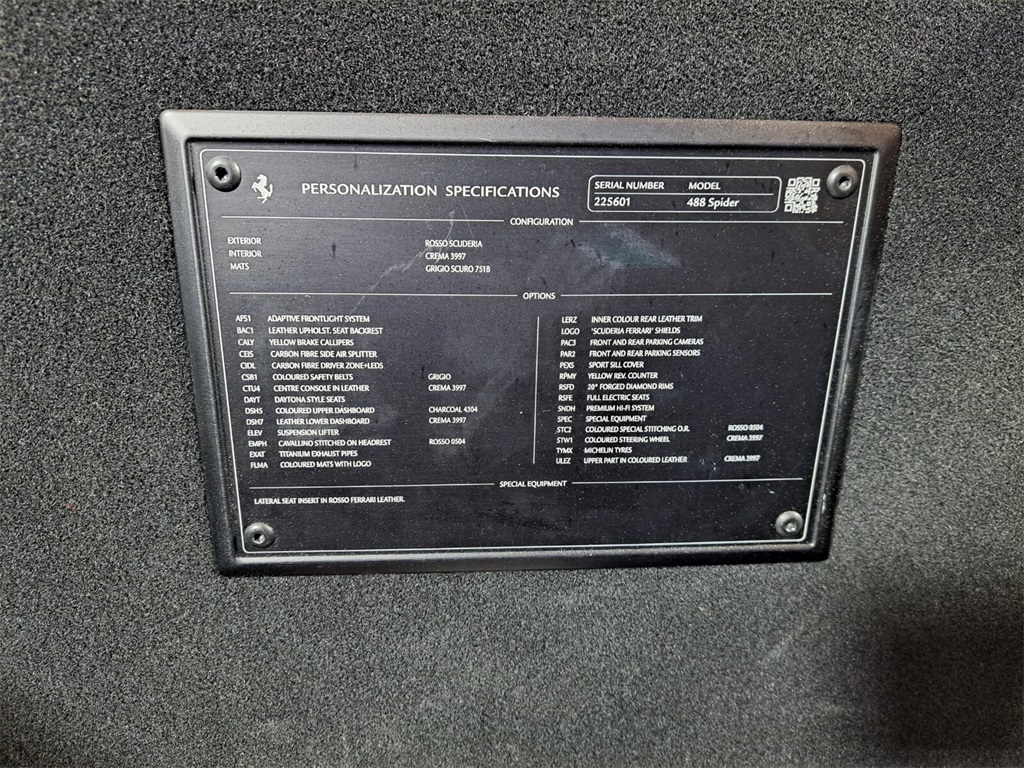 PERSONALIZATION SPECIFICATIONS
SERIAL NUMBER MODEL
225601 488 Spider
CONFIGURATION
EXTERIOR ROSSO SCUDERIA
INTERIOR CREMA 3997
MATS GRIGIO SCURO 7518
OPTIONS
AFS1 ADAPTIVE FRONTLIGHT SYSTEM
BAC1 LEATHER UPHOLST. SEAT BACKREST
CALY YELLOW BRAKE CALLIPERS
CEIS CARBON FIBRE SIDE AIR SPLITTER
CIDL CARBON FIBRE DRIVER ZONE+LEDS
CSB1 COLOURED SAFETY BELTS GRIGIO
CTU4 CENTRE CONSOLE IN LEATHER CREMA 3997
DAYT DAYTONA STYLE SEATS
DSH5 COLOURED UPPER DASHBOARD CHARCOAL 4304
DSH7 LEATHER LOWER DASHBOARD CREMA 3997
ELEV SUSPENSION LIFTER
EMPH CAVALLINO STITCHED ON HEADREST ROSSO 0504
EXAT TITANIUM EXHAUST PIPES
FLMA COLOURED MATS WITH LOGO
LERZ INNER COLOUR REAR LEATHER TRIM
LOGO 'SCUDERIA FERRARI' SHIELDS
PAC3 FRONT AND REAR PARKING CAMERAS
PAR2 FRONT AND REAR PARKING SENSORS
PEXS SPORT SILL COVER
RPMY YELLOW REV. COUNTER
RSFD 20" FORGED DIAMOND RIMS
RSFE FULL ELECTRIC SEATS
SNDH PREMIUM HI-FI SYSTEM
SPEC SPECIAL EQUIPMENT
STC2 COLOURED SPECIAL STITCHING O.R. ROSSO 0504
STW1 COLOURED STEERING WHEEL CREMA 3997
TYMX MICHELIN TYRES
ULEZ UPPER PART IN COLOURED LEATHER CREMA 3997
SPECIAL EQUIPMENT
LATERAL SEAT INSERT IN ROSSO FERRARI LEATHER.